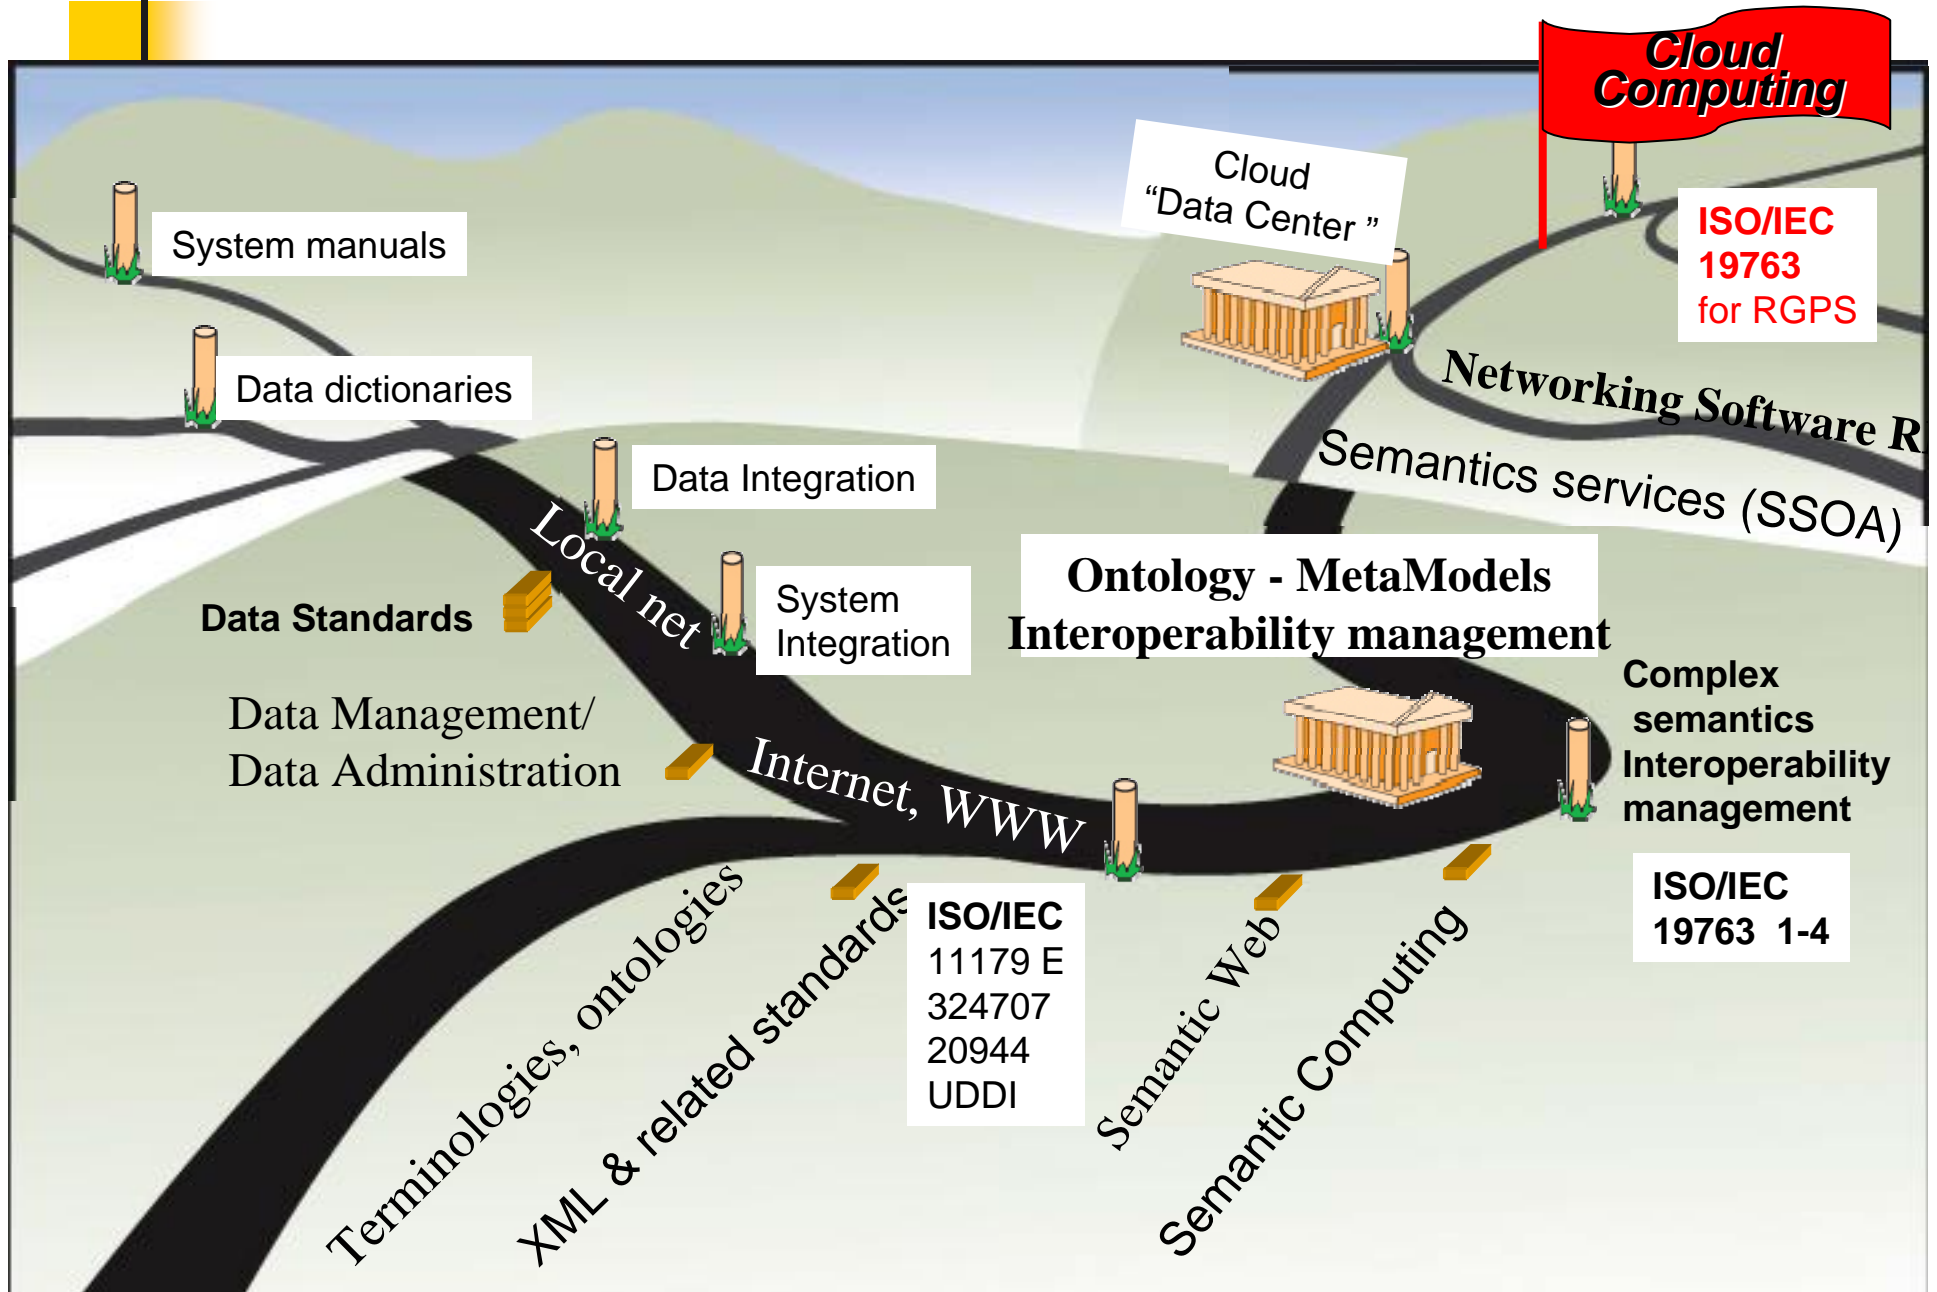 Cloud
Computing
Cloud
“Data Center ”
System manuals
ISO/IEC
19763
for RGPS
Data dictionaries
Networking Software R
Semantics services (SSOA)
Data Integration
Local net
Ontology - MetaModels
Interoperability management
Data Standards
System
Integration
Complex
semantics
Interoperability
management
Data Management/
Data Administration
Internet, WWW
ISO/IEC
19763 1-4
Terminologies, ontologies
XML & related standards
ISO/IEC
11179 E
324707
20944
UDDI
Semantic Web
Semantic Computing